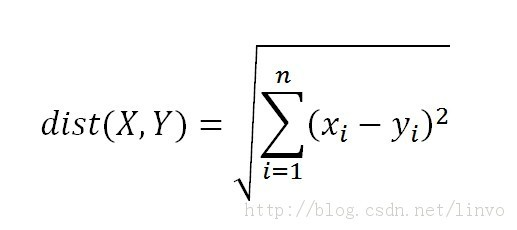 dist(X, Y) = √(∑_{i=1}^{n} (x_i − y_i)^2)
http://blog.csdn.net/linvo